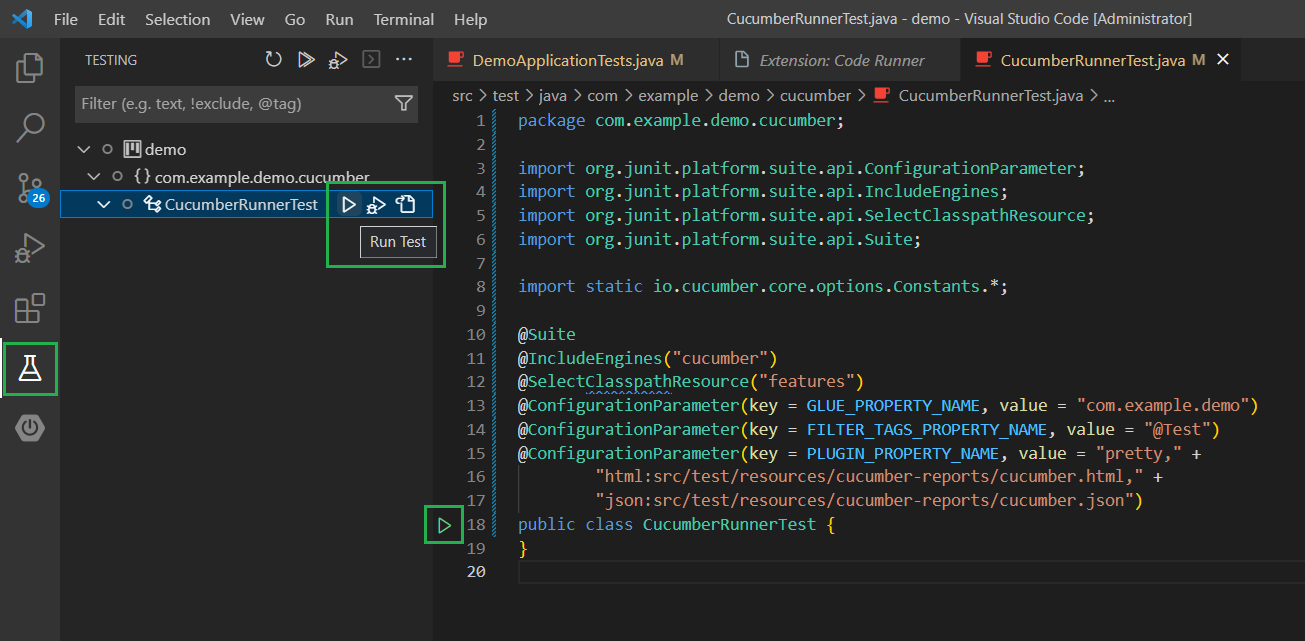 File Edit Selection View Go Run Terminal Help
CucumberRunnerTest.java - demo - Visual Studio Code [Administrator]
TESTING
DemoApplicationTests.java M
Extension: Code Runner
CucumberRunnerTest.java M
Filter (e.g. text, !exclude, @tag)
src > test > java > com > example > demo > cucumber > CucumberRunnerTest.java > ...
demo
{} com.example.demo.cucumber
CucumberRunnerTest
Run Test
26
1 package com.example.demo.cucumber;
2
3 import org.junit.platform.suite.api.ConfigurationParameter;
4 import org.junit.platform.suite.api.IncludeEngines;
5 import org.junit.platform.suite.api.SelectClasspathResource;
6 import org.junit.platform.suite.api.Suite;
7
8 import static io.cucumber.core.options.Constants.*;
9
10 @Suite
11 @IncludeEngines("cucumber")
12 @SelectClasspathResource("features")
13 @ConfigurationParameter(key = GLUE_PROPERTY_NAME, value = "com.example.demo")
14 @ConfigurationParameter(key = FILTER_TAGS_PROPERTY_NAME, value = "@Test")
15 @ConfigurationParameter(key = PLUGIN_PROPERTY_NAME, value = "pretty," +
16 "html:src/test/resources/cucumber-reports/cucumber.html," +
17 "json:src/test/resources/cucumber-reports/cucumber.json")
18 public class CucumberRunnerTest {
19 }
20